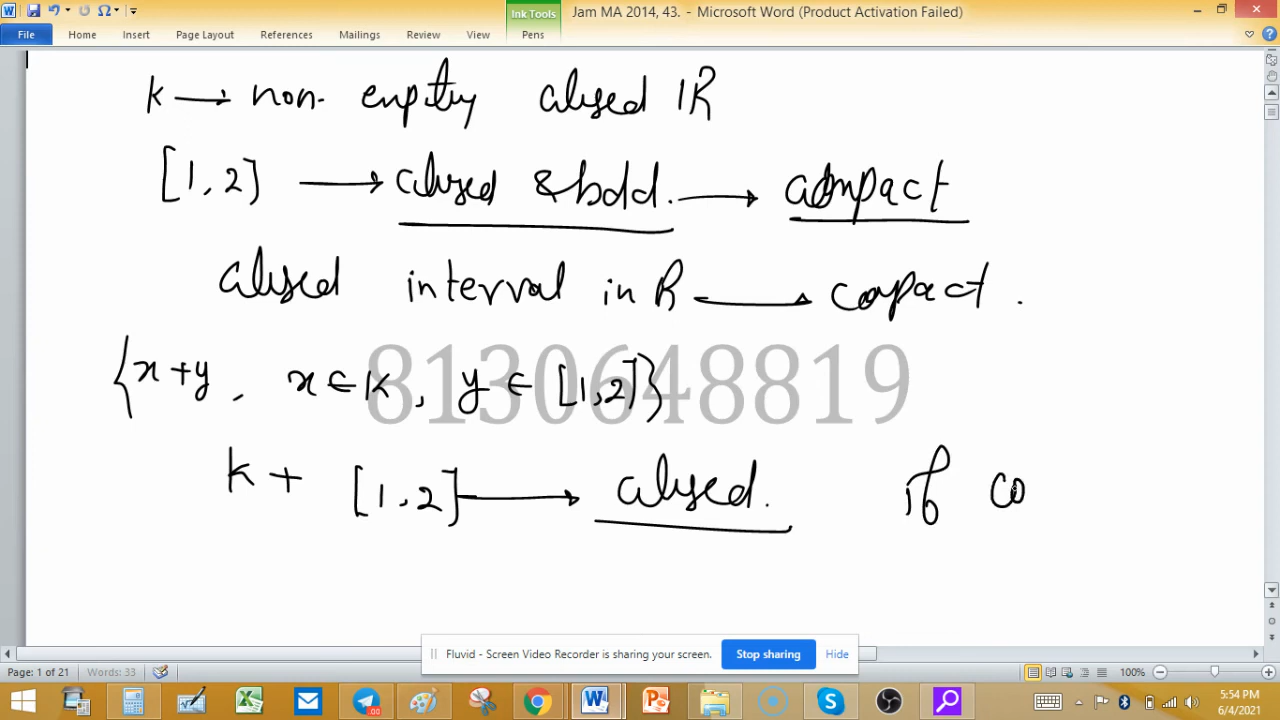 Jam MA 2014, 43. - Microsoft Word (Product Activation Failed)
Ink Tools
File Home Insert Page Layout References Mailings Review View Pens
k → non-empty closed IR
[1, 2] → closed & bdd. → compact
closed interval in R → compact.
{x+y, x ∈ k, y ∈ [1,2]}
8130648819
k + [1,2] → closed. if co
Fluvid - Screen Video Recorder is sharing your screen. Stop sharing Hide
Page: 1 of 21 Words: 33 100%
5:54 PM
6/4/2021